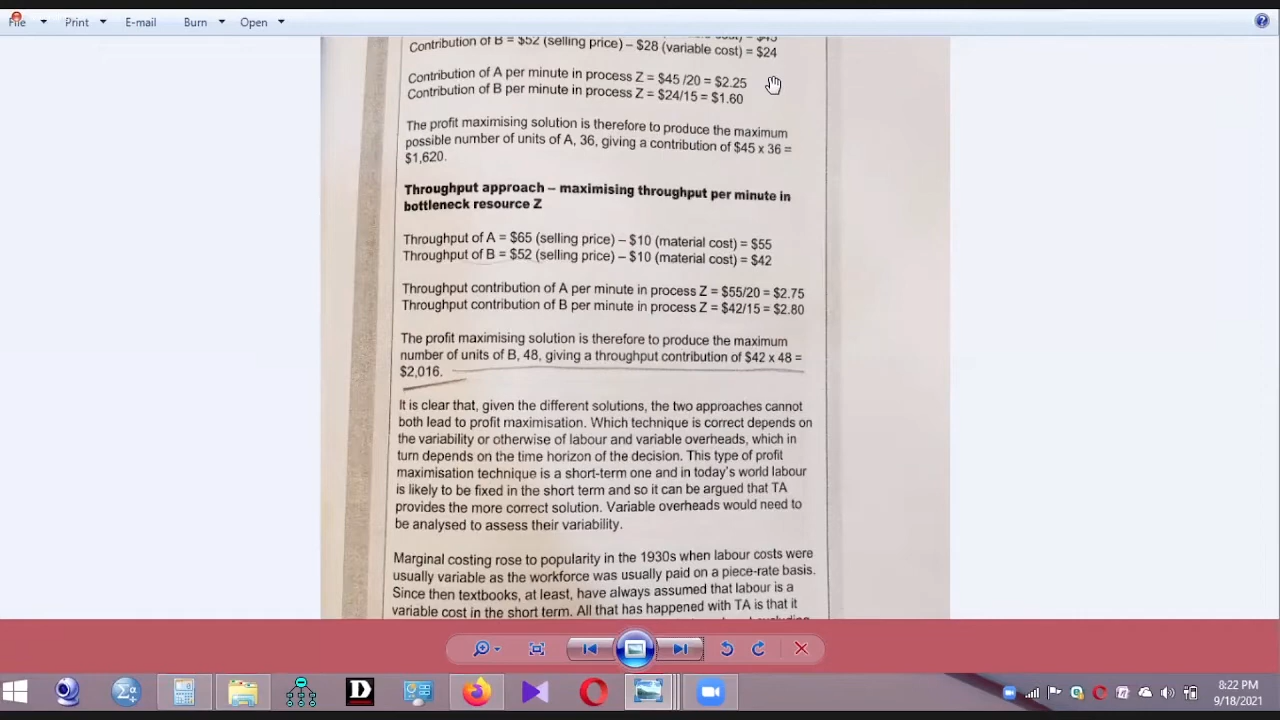 File Print E-mail Burn Open
Contribution of B = $52 (selling price) – $28 (variable cost) = $24
Contribution of A per minute in process Z = $45 /20 = $2.25
Contribution of B per minute in process Z = $24/15 = $1.60
The profit maximising solution is therefore to produce the maximum
possible number of units of A, 36, giving a contribution of $45 x 36 =
$1,620.
Throughput approach – maximising throughput per minute in
bottleneck resource Z
Throughput of A = $65 (selling price) – $10 (material cost) = $55
Throughput of B = $52 (selling price) – $10 (material cost) = $42
Throughput contribution of A per minute in process Z = $55/20 = $2.75
Throughput contribution of B per minute in process Z = $42/15 = $2.80
The profit maximising solution is therefore to produce the maximum
number of units of B, 48, giving a throughput contribution of $42 x 48 =
$2,016.
It is clear that, given the different solutions, the two approaches cannot
both lead to profit maximisation. Which technique is correct depends on
the variability or otherwise of labour and variable overheads, which in
turn depends on the time horizon of the decision. This type of profit
maximisation technique is a short-term one and in today's world labour
is likely to be fixed in the short term and so it can be argued that TA
provides the more correct solution. Variable overheads would need to
be analysed to assess their variability.
Marginal costing rose to popularity in the 1930s when labour costs were
usually variable as the workforce was usually paid on a piece-rate basis.
Since then textbooks, at least, have always assumed that labour is a
variable cost in the short term. All that has happened with TA is that it
8:22 PM
9/18/2021